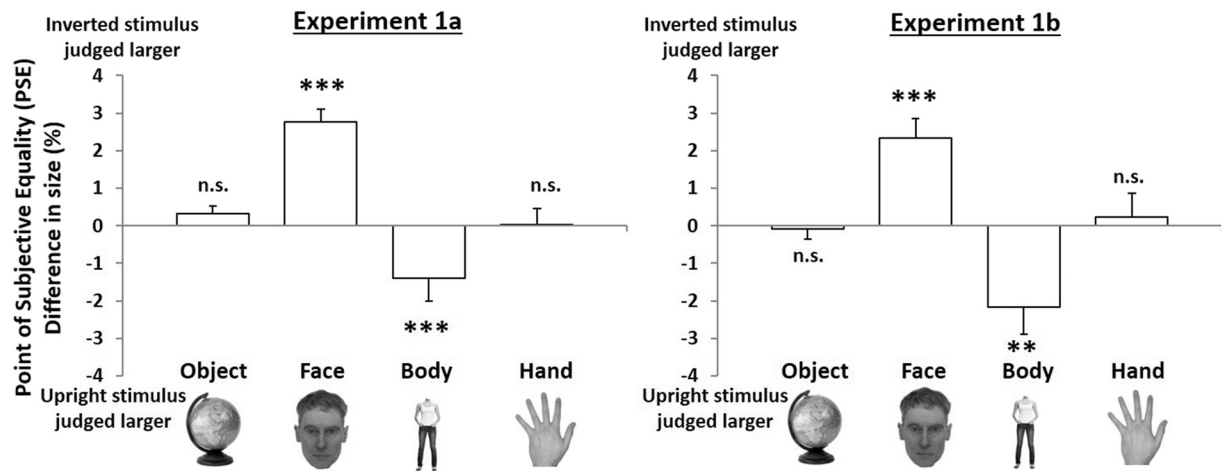 Experiment 1a
Inverted stimulus
judged larger
Point of Subjective Equality (PSE)
Difference in size (%)
4
3
2
1
0
-1
-2
-3
-4
n.s.
***
***
n.s.
Object Face Body Hand
Upright stimulus
judged larger
Experiment 1b
Inverted stimulus
judged larger
4
3
2
1
0
-1
-2
-3
-4
n.s.
***
**
n.s.
Object Face Body Hand
Upright stimulus
judged larger